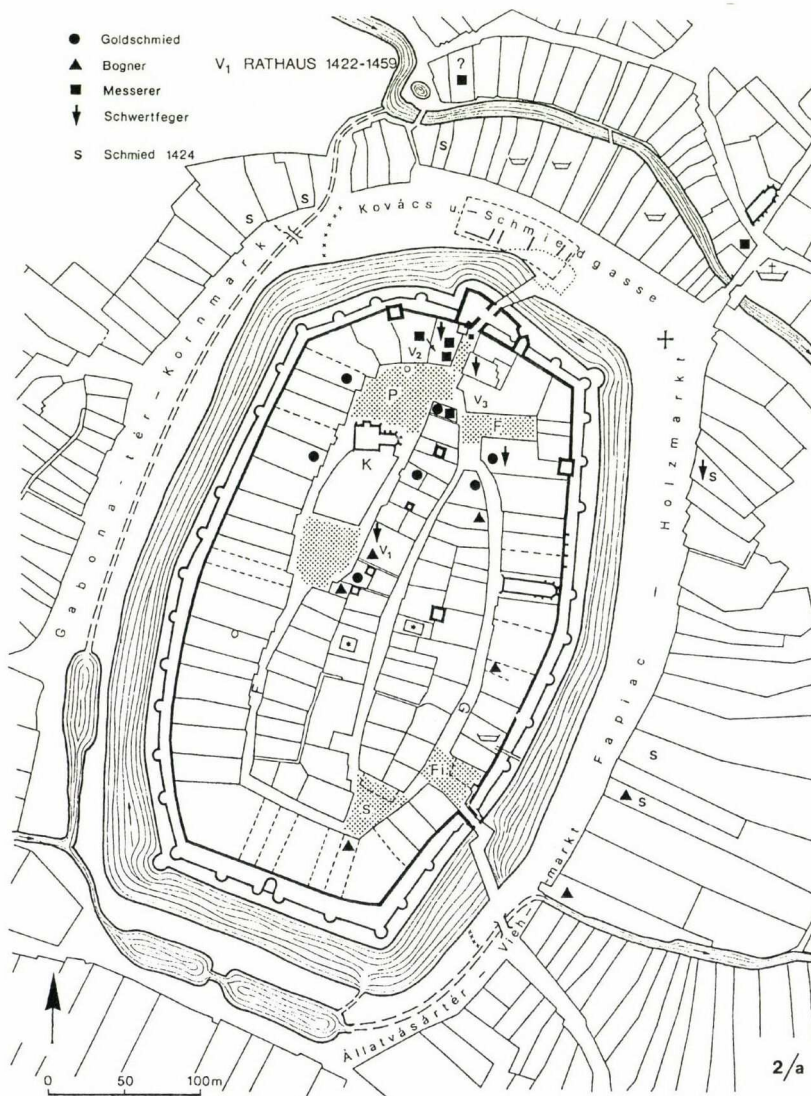 Goldschmied
Bogner
Messerer
Schwertfeger
S Schmied 1424
V₁ RATHAUS 1422-1459
?
S
S
S
Kovács u. - Schmiedgasse
Gabona - tér - Kornmarkt
V₂
P
V₃
F
K
V₁
S
Fapiac - Holzmarkt
G
Fi.
S
S
S
Állatvásártér - Viehmarkt
0 50 100m
2/a